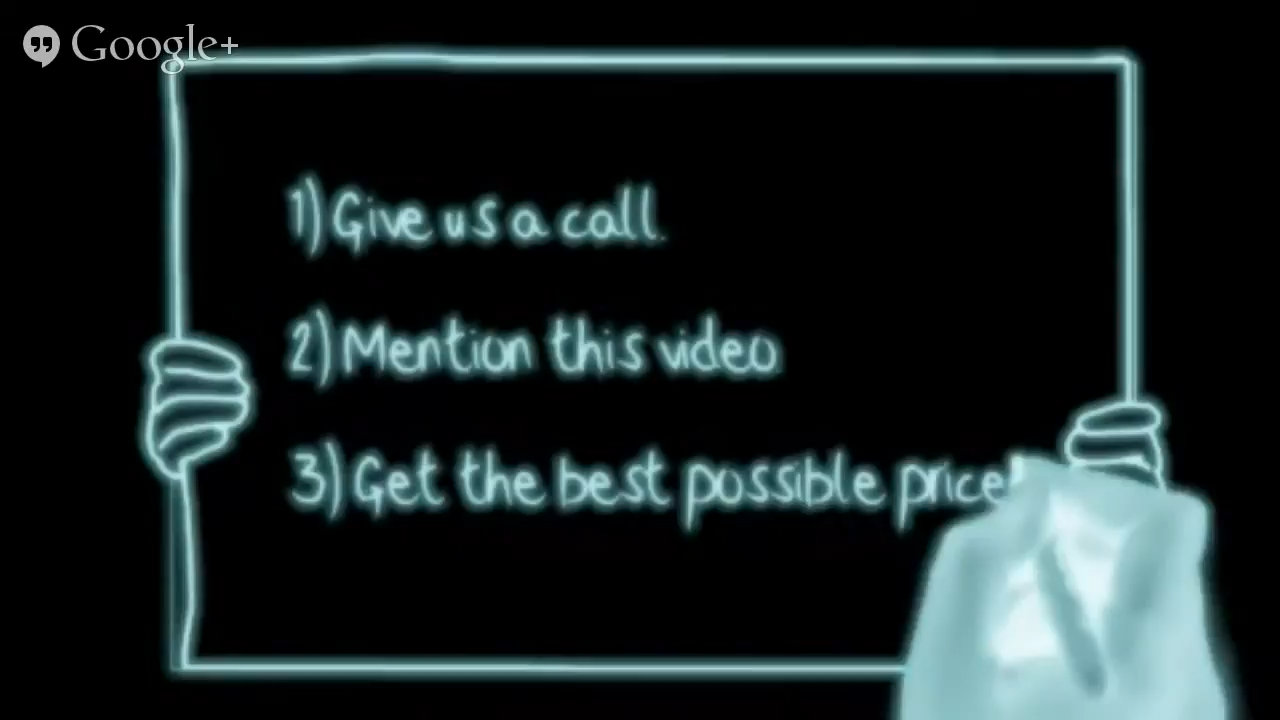 Google+
1) Give us a call.
2) Mention this video
3) Get the best possible price!